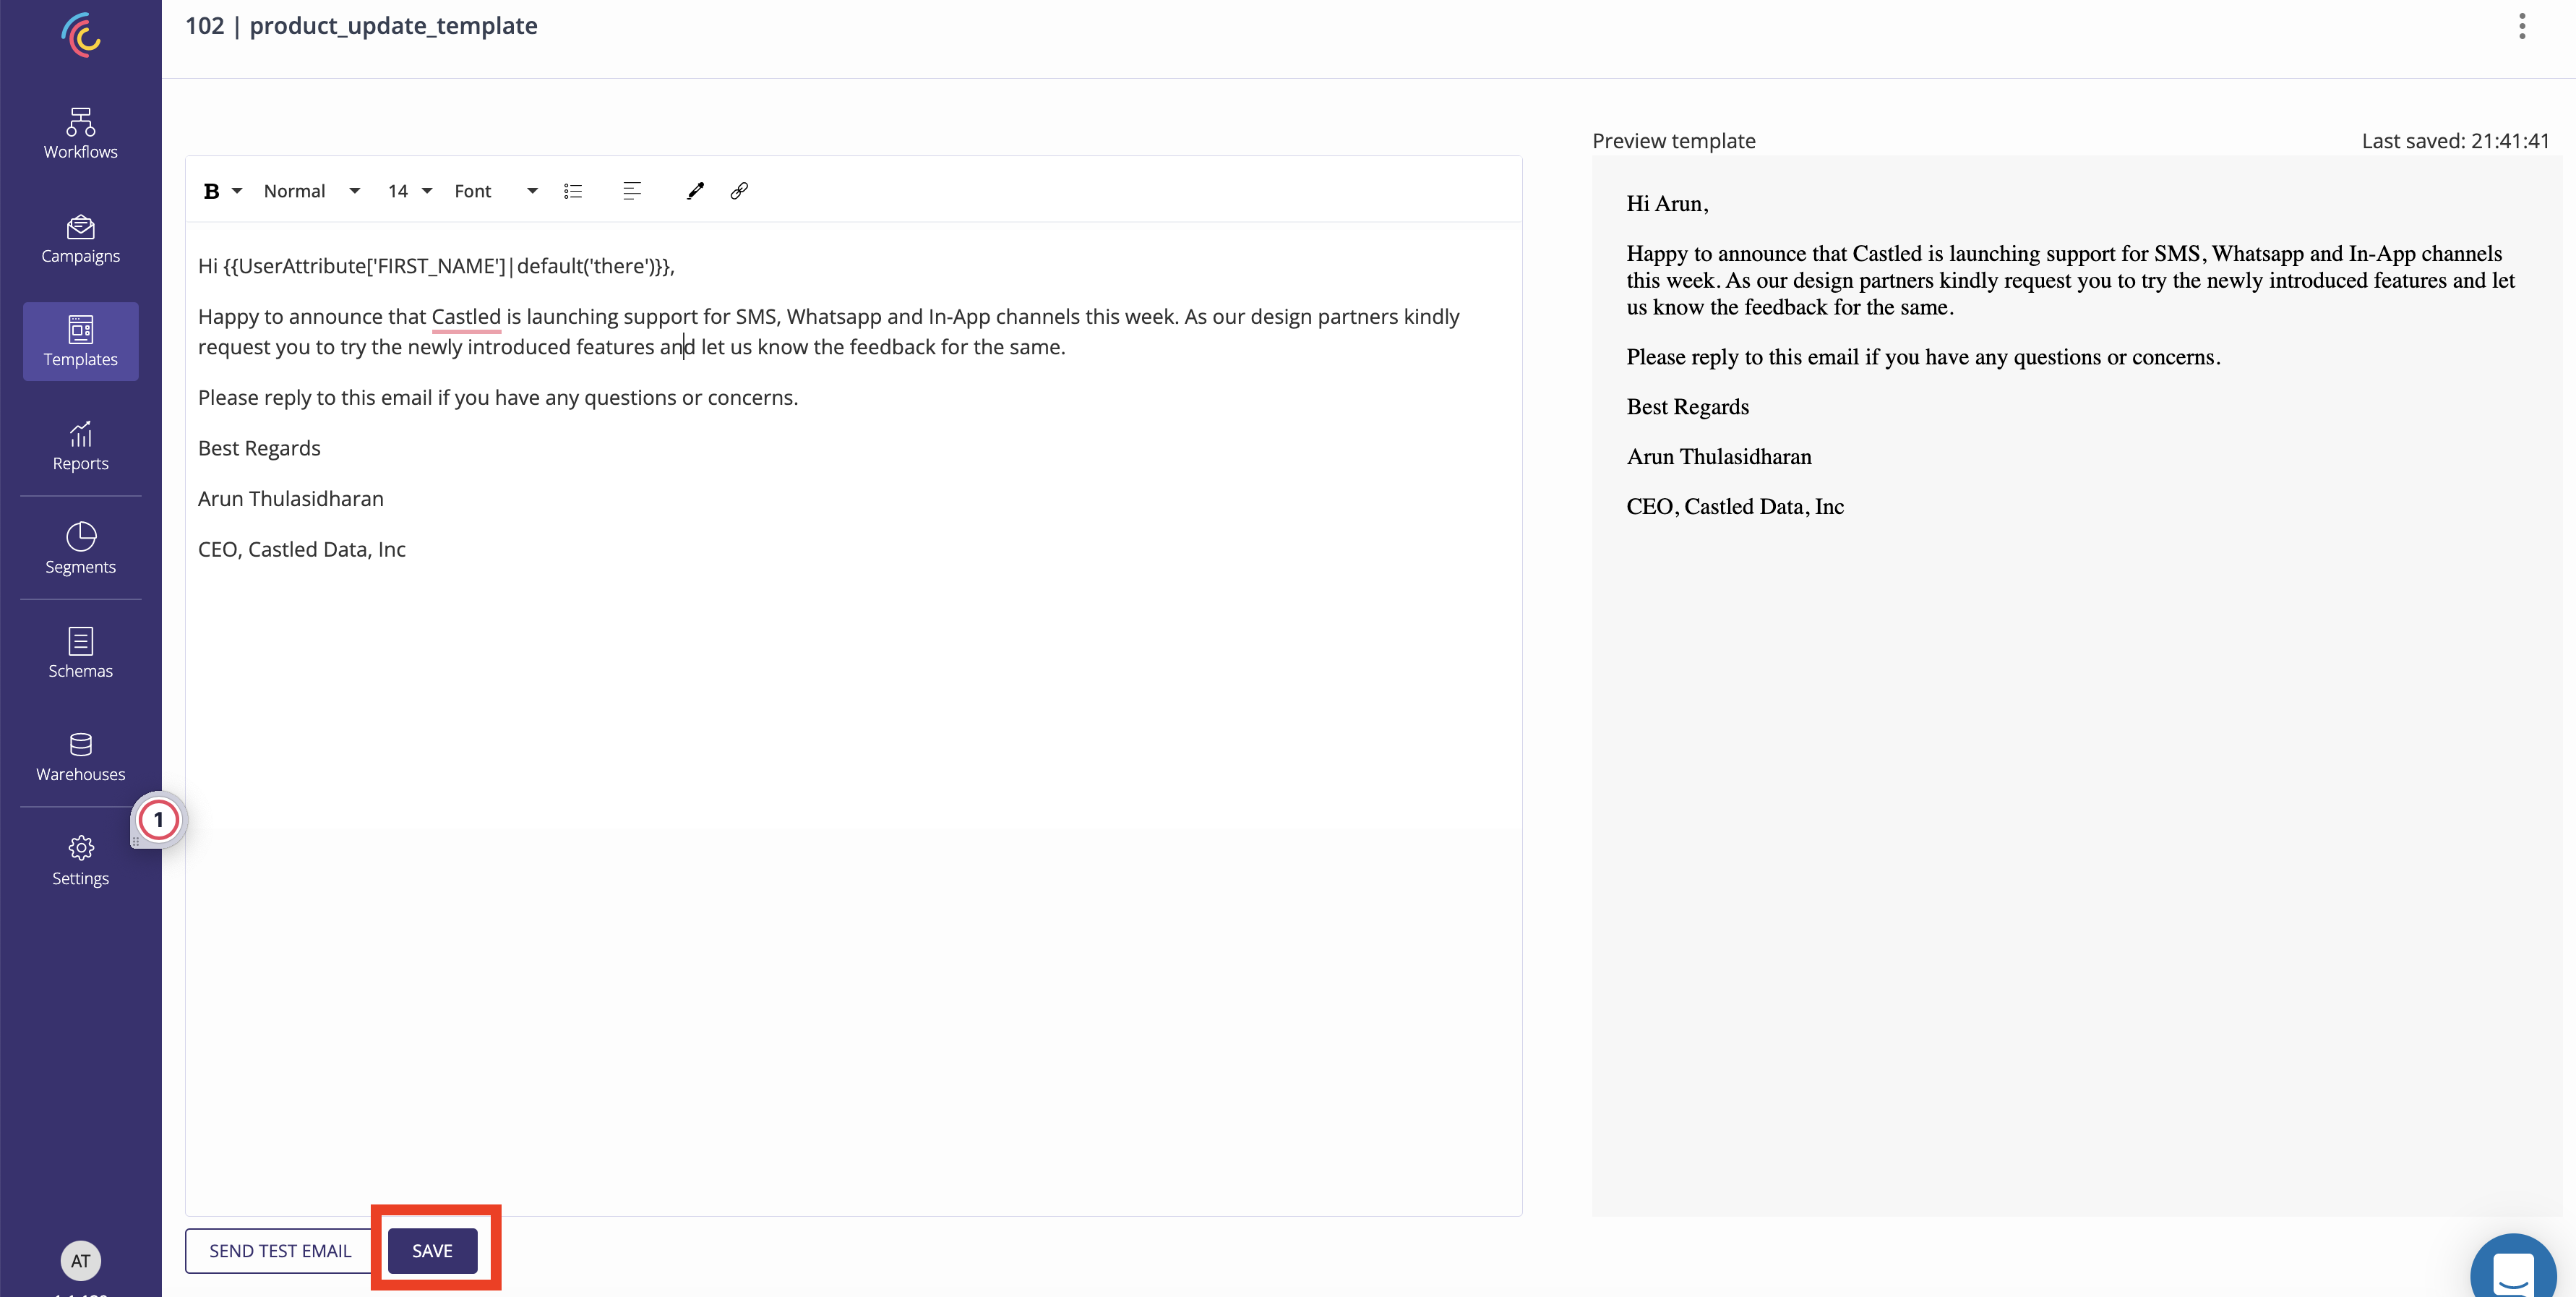 102 | product_update_template
Workflows
Campaigns
Templates
Reports
Segments
Schemas
Warehouses
1
Settings
AT
B Normal 14 Font
Hi {{UserAttribute['FIRST_NAME']|default('there')}},
Happy to announce that Castled is launching support for SMS, Whatsapp and In-App channels this week. As our design partners kindly
request you to try the newly introduced features and let us know the feedback for the same.
Please reply to this email if you have any questions or concerns.
Best Regards
Arun Thulasidharan
CEO, Castled Data, Inc
SEND TEST EMAIL
SAVE
Preview template
Last saved: 21:41:41
Hi Arun,
Happy to announce that Castled is launching support for SMS, Whatsapp and In-App channels
this week. As our design partners kindly request you to try the newly introduced features and let
us know the feedback for the same.
Please reply to this email if you have any questions or concerns.
Best Regards
Arun Thulasidharan
CEO, Castled Data, Inc